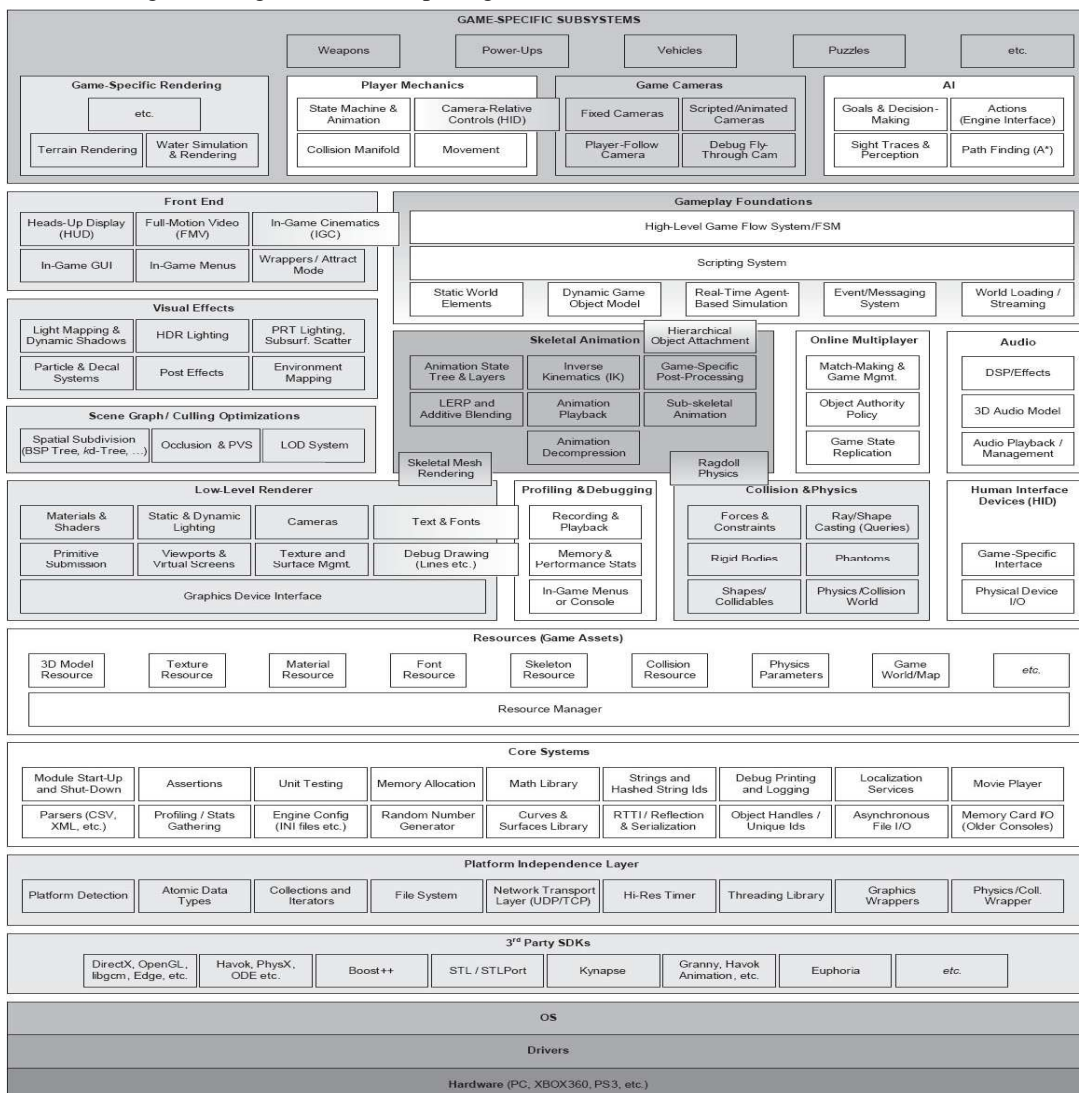 GAME-SPECIFIC SUBSYSTEMS
Weapons
Power-Ups
Vehicles
Puzzles
etc.
Game-Specific Rendering
etc.
Terrain Rendering
Water Simulation
& Rendering
Player Mechanics
State Machine &
Animation
Camera-Relative
Controls (HID)
Collision Manifold
Movement
Game Cameras
Fixed Cameras
Scripted/Animated
Cameras
Player-Follow
Camera
Debug Fly-
Through Cam
AI
Goals & Decision-
Making
Actions
(Engine Interface)
Sight Traces &
Perception
Path Finding (A*)
Front End
Heads-Up Display
(HUD)
Full-Motion Video
(FMV)
In-Game Cinematics
(IGC)
In-Game GUI
In-Game Menus
Wrappers / Attract
Mode
Gameplay Foundations
High-Level Game Flow System/FSM
Scripting System
Static World
Elements
Dynamic Game
Object Model
Real-Time Agent-
Based Simulation
Event/Messaging
System
World Loading /
Streaming
Visual Effects
Light Mapping &
Dynamic Shadows
HDR Lighting
PRT Lighting,
Subsurf. Scatter
Particle & Decal
Systems
Post Effects
Environment
Mapping
Skeletal Animation
Hierarchical
Object Attachment
Animation State
Tree & Layers
Inverse
Kinematics (IK)
Game-Specific
Post-Processing
LERP and
Additive Blending
Animation
Playback
Sub-skeletal
Animation
Animation
Decompression
Skeletal Mesh
Rendering
Ragdoll
Physics
Online Multiplayer
Match-Making &
Game Mgmt.
Object Authority
Policy
Game State
Replication
Audio
DSP/Effects
3D Audio Model
Audio Playback /
Management
Scene Graph / Culling Optimizations
Spatial Subdivision
(BSP Tree, kd-Tree, …)
Occlusion & PVS
LOD System
Low-Level Renderer
Materials &
Shaders
Static & Dynamic
Lighting
Cameras
Text & Fonts
Primitive
Submission
Viewports &
Virtual Screens
Texture and
Surface Mgmt.
Debug Drawing
(Lines etc.)
Graphics Device Interface
Profiling & Debugging
Recording &
Playback
Memory &
Performance Stats
In-Game Menus
or Console
Collision & Physics
Forces &
Constraints
Ray/Shape
Casting (Queries)
Rigid Bodies
Phantoms
Shapes/
Collidables
Physics/Collision
World
Human Interface
Devices (HID)
Game-Specific
Interface
Physical Device
I/O
Resources (Game Assets)
3D Model
Resource
Texture
Resource
Material
Resource
Font
Resource
Skeleton
Resource
Collision
Resource
Physics
Parameters
Game
World/Map
etc.
Resource Manager
Core Systems
Module Start-Up
and Shut-Down
Assertions
Unit Testing
Memory Allocation
Math Library
Strings and
Hashed String Ids
Debug Printing
and Logging
Localization
Services
Movie Player
Parsers (CSV,
XML, etc.)
Profiling / Stats
Gathering
Engine Config
(INI files etc.)
Random Number
Generator
Curves &
Surfaces Library
RTTI / Reflection
& Serialization
Object Handles /
Unique Ids
Asynchronous
File I/O
Memory Card I/O
(Older Consoles)
Platform Independence Layer
Platform Detection
Atomic Data
Types
Collections and
Iterators
File System
Network Transport
Layer (UDP/TCP)
Hi-Res Timer
Threading Library
Graphics
Wrappers
Physics/Coll.
Wrapper
3rd Party SDKs
DirectX, OpenGL,
libgcm, Edge, etc.
Havok, PhysX,
ODE etc.
Boost++
STL / STLPort
Kynapse
Granny, Havok
Animation, etc.
Euphoria
etc.
OS
Drivers
Hardware (PC, XBOX360, PS3, etc.)